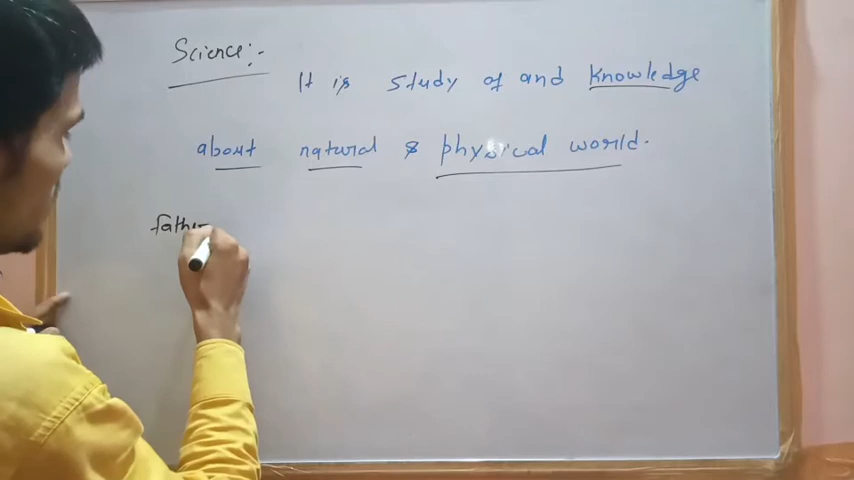 Science:-
It is study of and knowledge
about natural & physical world.
father